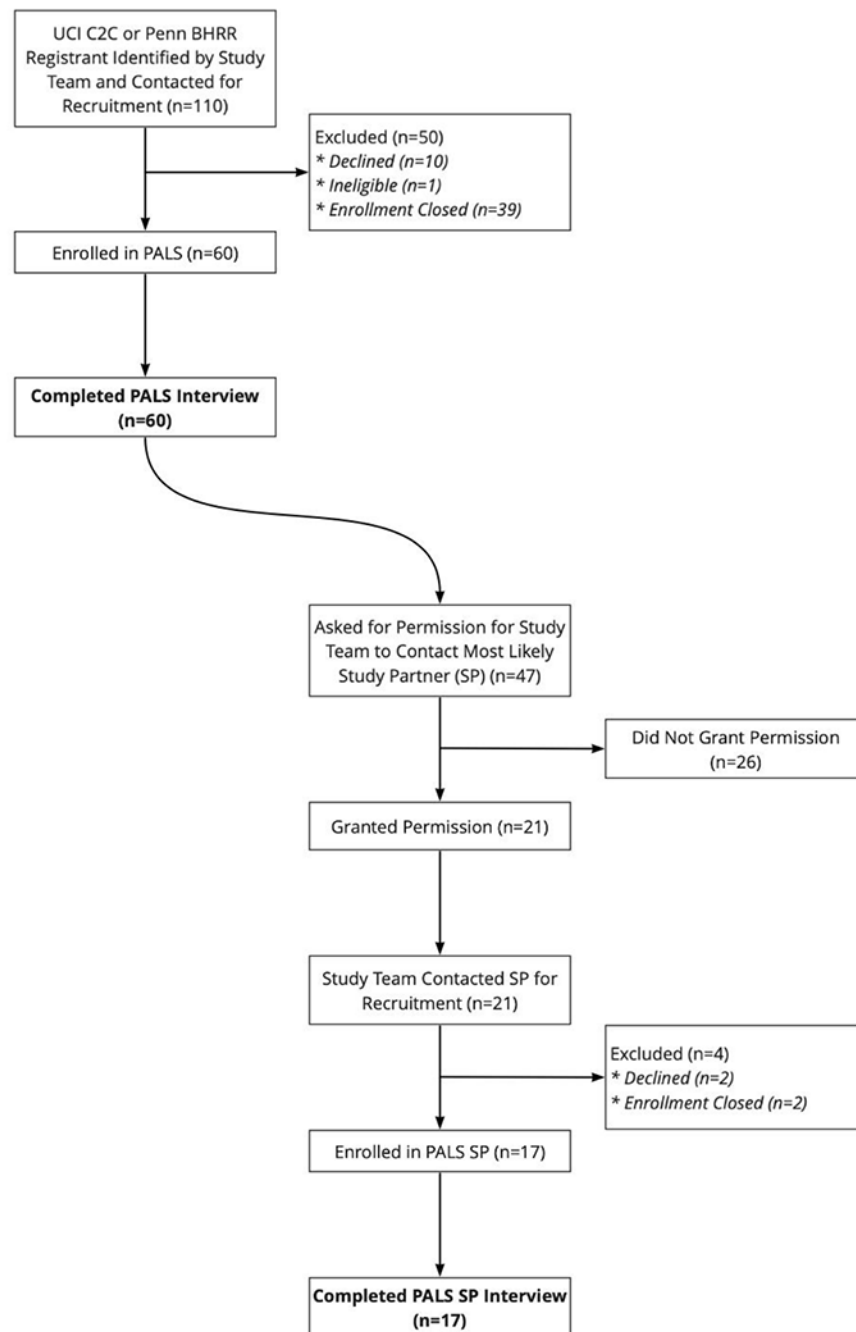 UCI C2C or Penn BHRR
Registrant Identified by Study
Team and Contacted for
Recruitment (n=110)
Excluded (n=50)
* Declined (n=10)
* Ineligible (n=1)
* Enrollment Closed (n=39)
Enrolled in PALS (n=60)
Completed PALS Interview
(n=60)
Asked for Permission for Study
Team to Contact Most Likely
Study Partner (SP) (n=47)
Did Not Grant Permission
(n=26)
Granted Permission (n=21)
Study Team Contacted SP for
Recruitment (n=21)
Excluded (n=4)
* Declined (n=2)
* Enrollment Closed (n=2)
Enrolled in PALS SP (n=17)
Completed PALS SP Interview
(n=17)